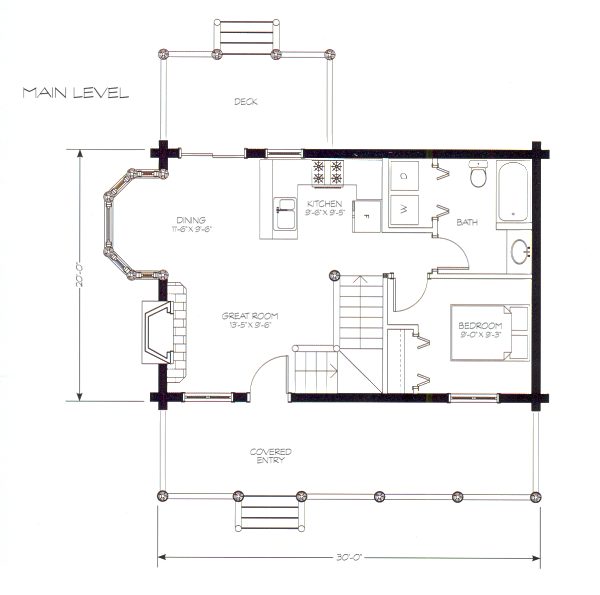 MAIN LEVEL
DECK
DINING
11'-6" X 9'-6"
KITCHEN
9'-6" X 9'-5"
F
D
W
BATH
20'-0"
GREAT ROOM
13'-5" X 9'-6"
BEDROOM
9'-0" X 9'-3"
COVERED
ENTRY
30'-0"